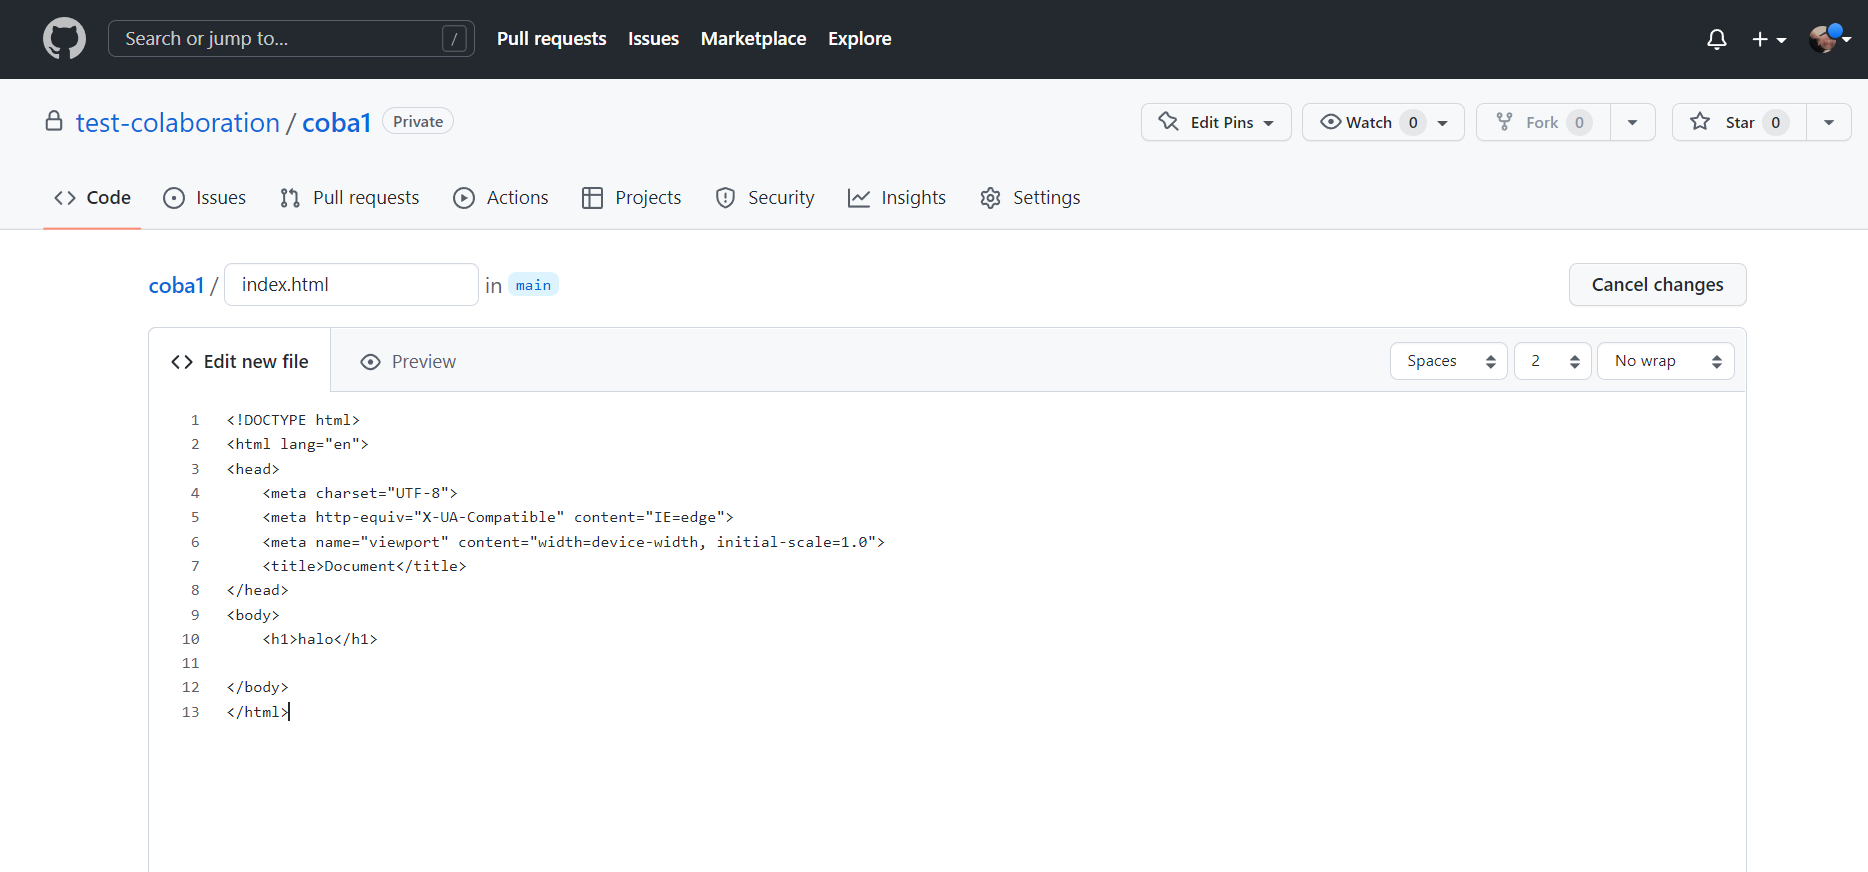 Search or jump to... /
Pull requests Issues Marketplace Explore
test-colaboration / coba1 Private
Edit Pins Watch 0 Fork 0 Star 0
Code Issues Pull requests Actions Projects Security Insights Settings
coba1 / index.html in main Cancel changes
<> Edit new file Preview Spaces 2 No wrap
1 <!DOCTYPE html>
2 <html lang="en">
3 <head>
4     <meta charset="UTF-8">
5     <meta http-equiv="X-UA-Compatible" content="IE=edge">
6     <meta name="viewport" content="width=device-width, initial-scale=1.0">
7     <title>Document</title>
8 </head>
9 <body>
10     <h1>halo</h1>
11
12 </body>
13 </html>